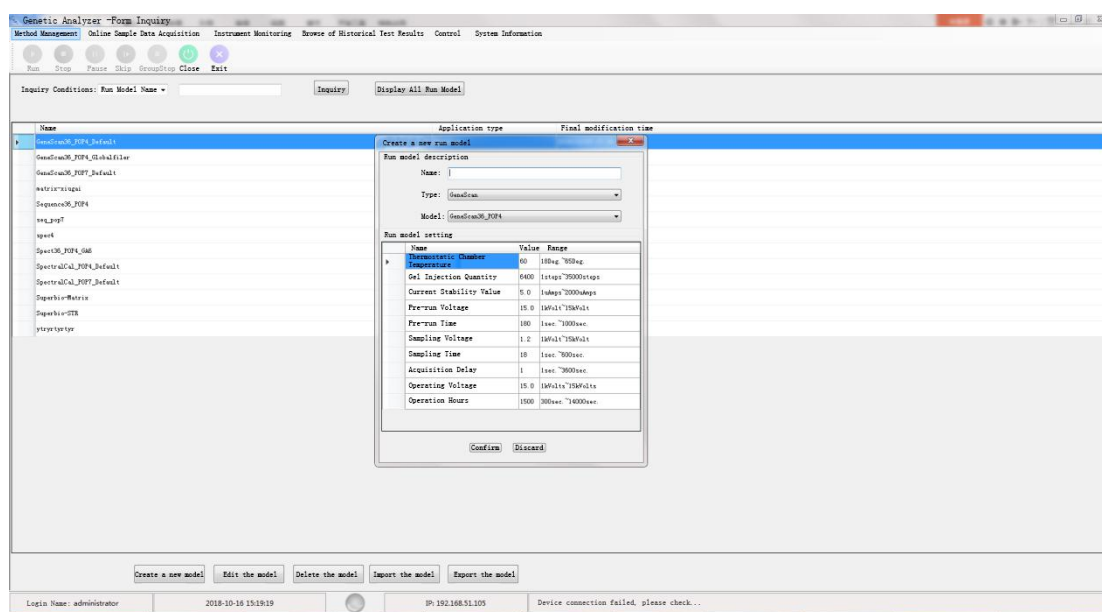 Genetic Analyzer -Form Inquiry
Method Management Online Sample Data Acquisition Instrument Monitoring Browse of Historical Test Results Control System Information
Run Stop Pause Skip GroupStop Close Exit
Inquiry Conditions: Run Model Name Inquiry Display All Run Model
Name Application type Final modification time
GeneScan36_POP4_Default
GeneScan36_POP4_Globalfiler
GeneScan36_POP7_Default
matrix-xiugai
Sequence36_POP4
seq_pop7
spect
Spect36_POP4_GA6
SpectralCal_POP4_Default
SpectralCal_POP7_Default
Superbio-Matrix
Superbio-STR
ytryrtyrtyr
Create a new run model
Run model description
Name:
Type: GeneScan
Model: GeneScan36_POP4
Run model setting
Name Value Range
Thermostatic Chamber Temperature 60 18Deg.~65Deg.
Gel Injection Quantity 6400 1steps~35000steps
Current Stability Value 5.0 1uAmps~2000uAmps
Pre-run Voltage 15.0 1kVolt~15kVolt
Pre-run Time 180 1sec.~1000sec.
Sampling Voltage 1.2 1kVolt~15kVolt
Sampling Time 18 1sec.~600sec.
Acquisition Delay 1 1sec.~3600sec.
Operating Voltage 15.0 1kVolts~15kVolts
Operation Hours 1500 300sec.~14000sec.
Confirm Discard
Create a new model Edit the model Delete the model Import the model Export the model
Login Name: administrator 2018-10-16 15:19:19 IP: 192.168.51.105 Device connection failed, please check...